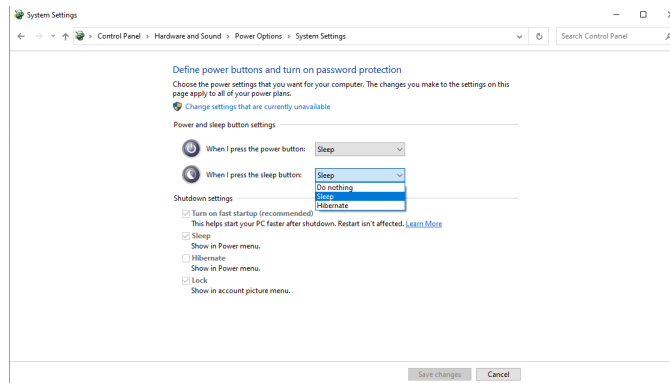 System Settings
Control Panel > Hardware and Sound > Power Options > System Settings
Search Control Panel
Define power buttons and turn on password protection
Choose the power settings that you want for your computer. The changes you make to the settings on this
page apply to all of your power plans.
Change settings that are currently unavailable
Power and sleep button settings
When I press the power button: Sleep
When I press the sleep button: Sleep
Do nothing
Sleep
Hibernate
Shutdown settings
Turn on fast startup (recommended)
This helps start your PC faster after shutdown. Restart isn't affected. Learn More
Sleep
Show in Power menu.
Hibernate
Show in Power menu.
Lock
Show in account picture menu.
Save changes Cancel